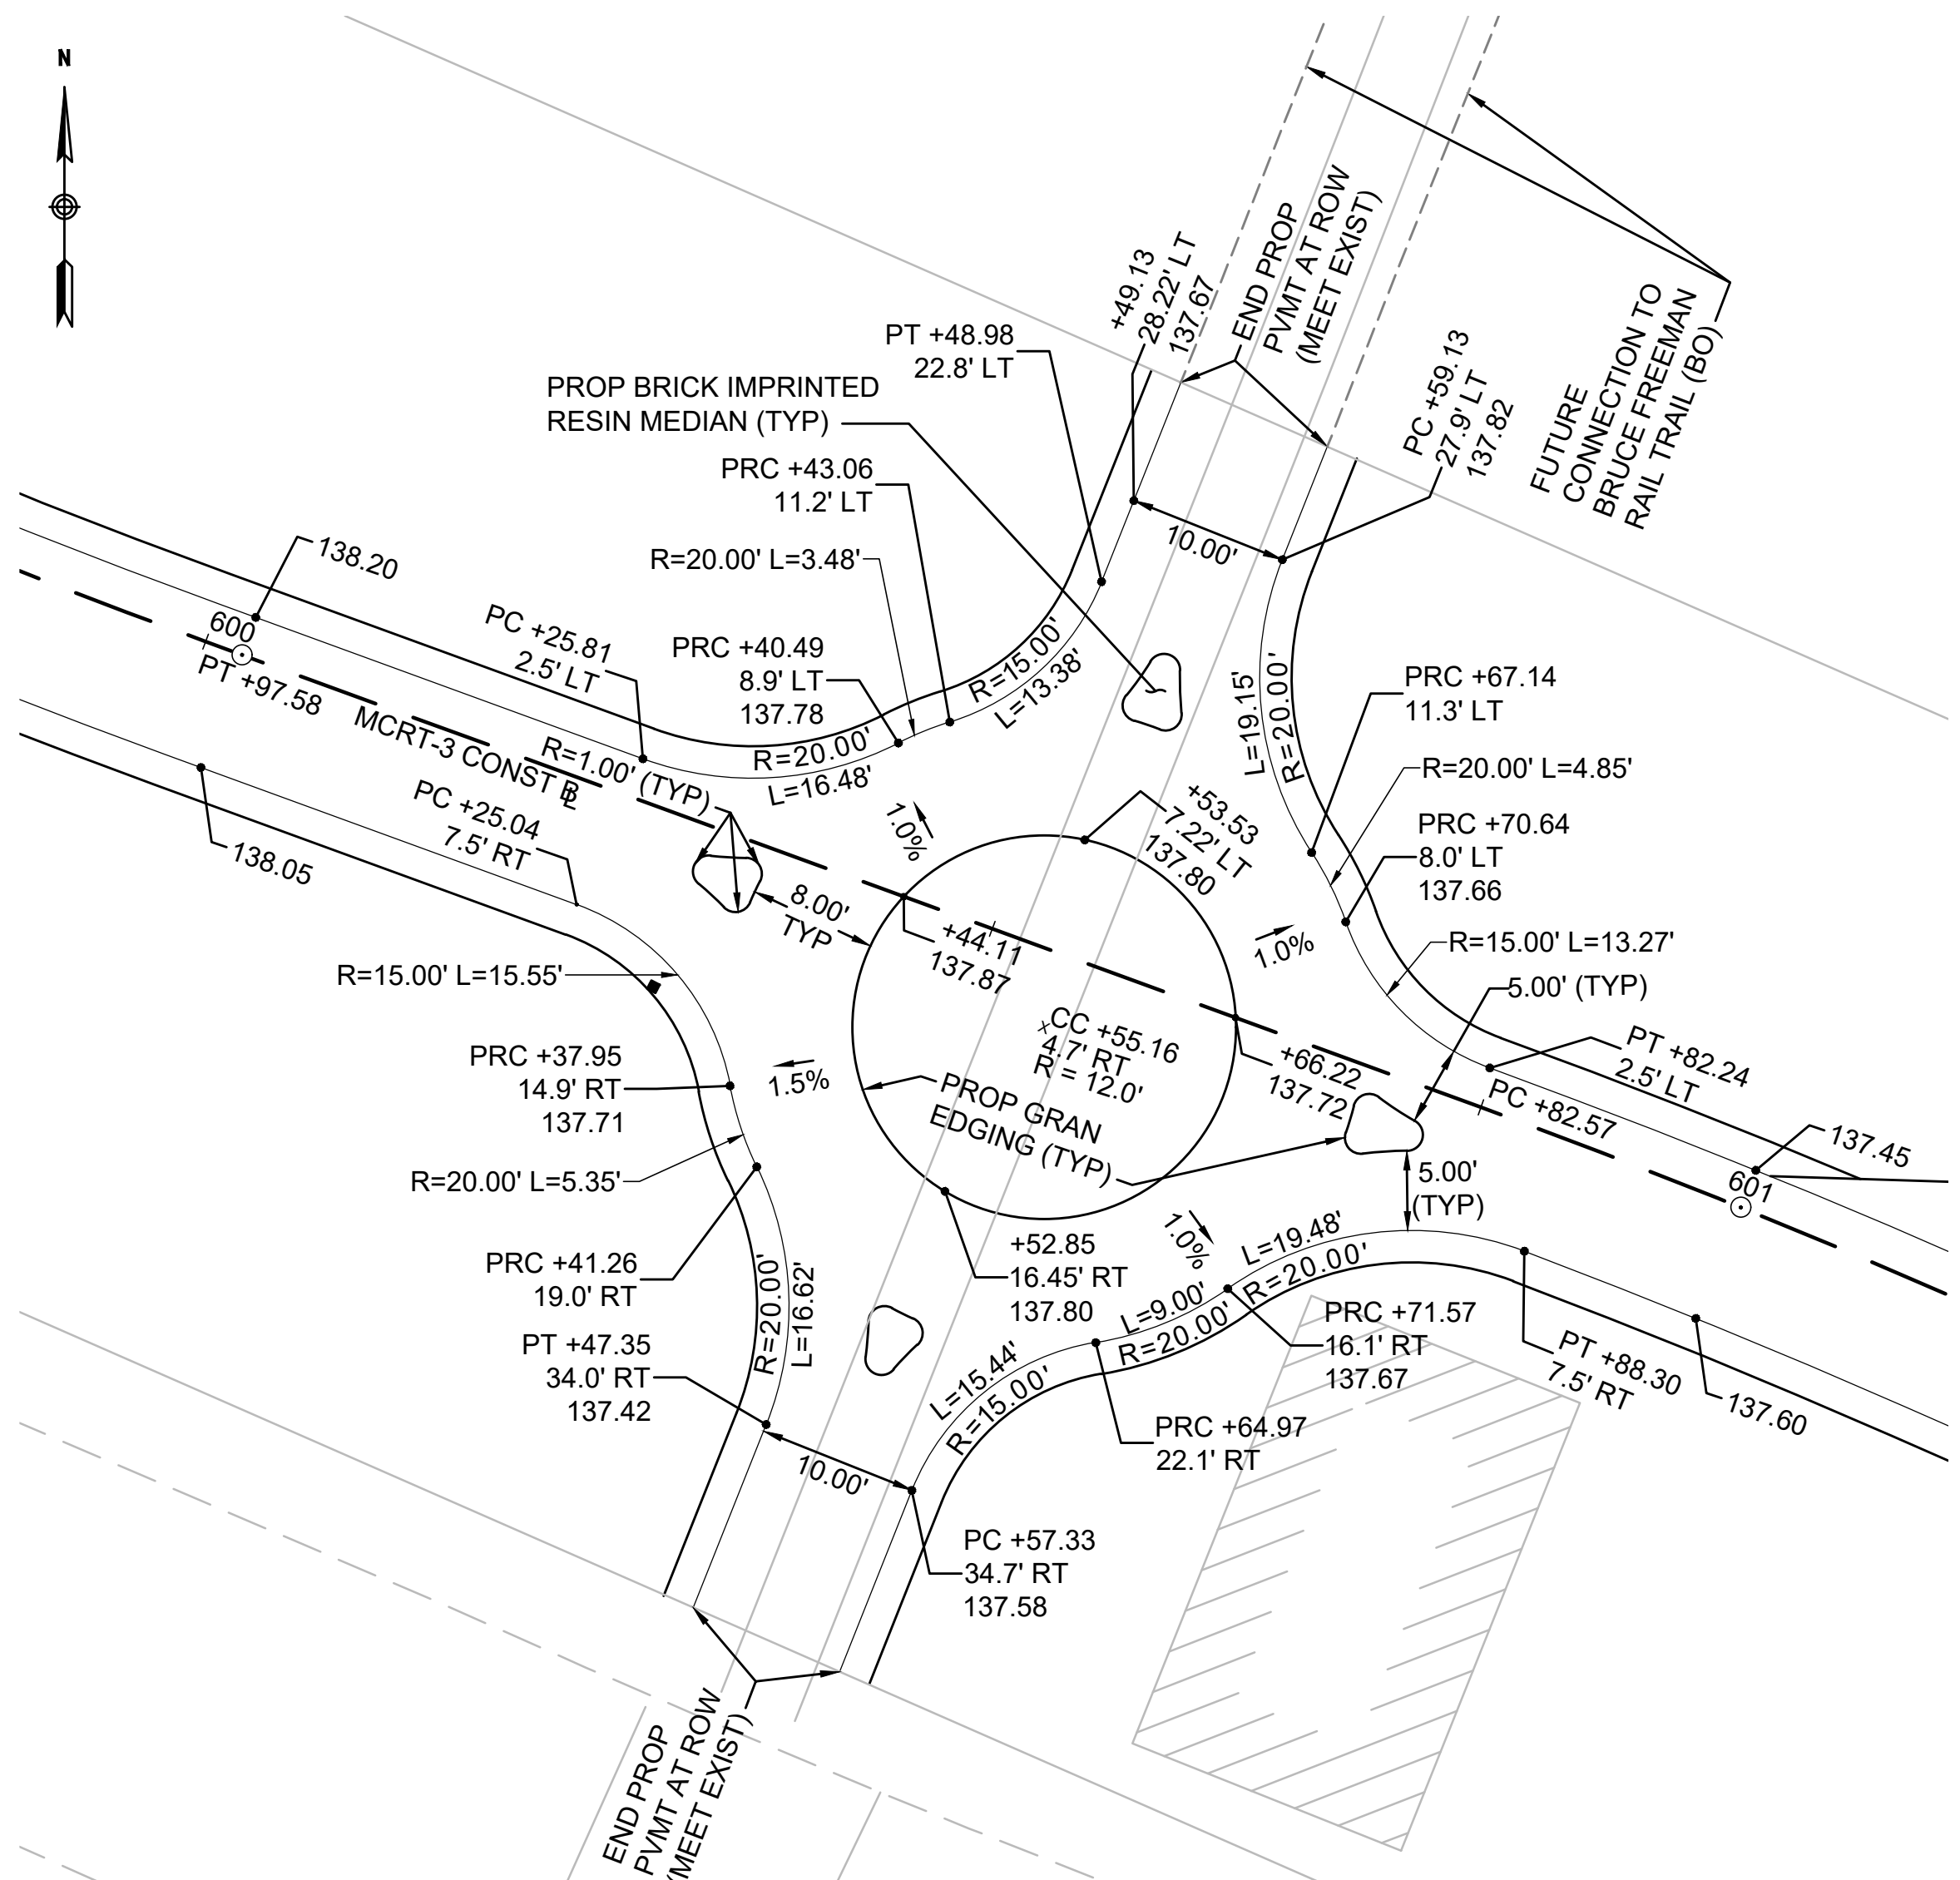 N
+49.13
28.22' LT
137.67
END PROP
PVMT AT ROW
(MEET EXIST)
PT +48.98
22.8' LT
PROP BRICK IMPRINTED
RESIN MEDIAN (TYP)
PRC +43.06
11.2' LT
PC +59.13
27.9' LT
137.82
FUTURE
CONNECTION TO
BRUCE FREEMAN
RAIL TRAIL (BO)
10.00'
138.20
R=20.00' L=3.48'
600
PT +97.58
PC +25.81
2.5' LT
PRC +40.49
8.9' LT
137.78
R=15.00'
L=13.38'
L=19.15'
R=20.00'
PRC +67.14
11.3' LT
MCRT-3 CONST BL
R=1.00' (TYP)
R=20.00'
L=16.48'
R=20.00' L=4.85'
PC +25.04
7.5' RT
138.05
1.0%
+53.53
7.22' LT
137.80
PRC +70.64
8.0' LT
137.66
8.00'
TYP
+44.11
137.87
1.0%
R=15.00' L=13.27'
R=15.00' L=15.55'
5.00' (TYP)
CC +55.16
4.7' RT
R = 12.0'
+66.22
137.72
PT +82.24
2.5' LT
PC +82.57
PRC +37.95
14.9' RT
137.71
1.5%
PROP GRAN
EDGING (TYP)
137.45
601
R=20.00' L=5.35'
5.00'
(TYP)
1.0%
PRC +41.26
19.0' RT
+52.85
16.45' RT
137.80
L=19.48'
R=20.00'
L=9.00'
R=20.00'
R=20.00'
L=16.62'
PRC +71.57
16.1' RT
137.67
PT +47.35
34.0' RT
137.42
L=15.44'
R=15.00'
PT +88.30
7.5' RT
137.60
PRC +64.97
22.1' RT
10.00'
PC +57.33
34.7' RT
137.58
END PROP
PVMT AT ROW
(MEET EXIST)